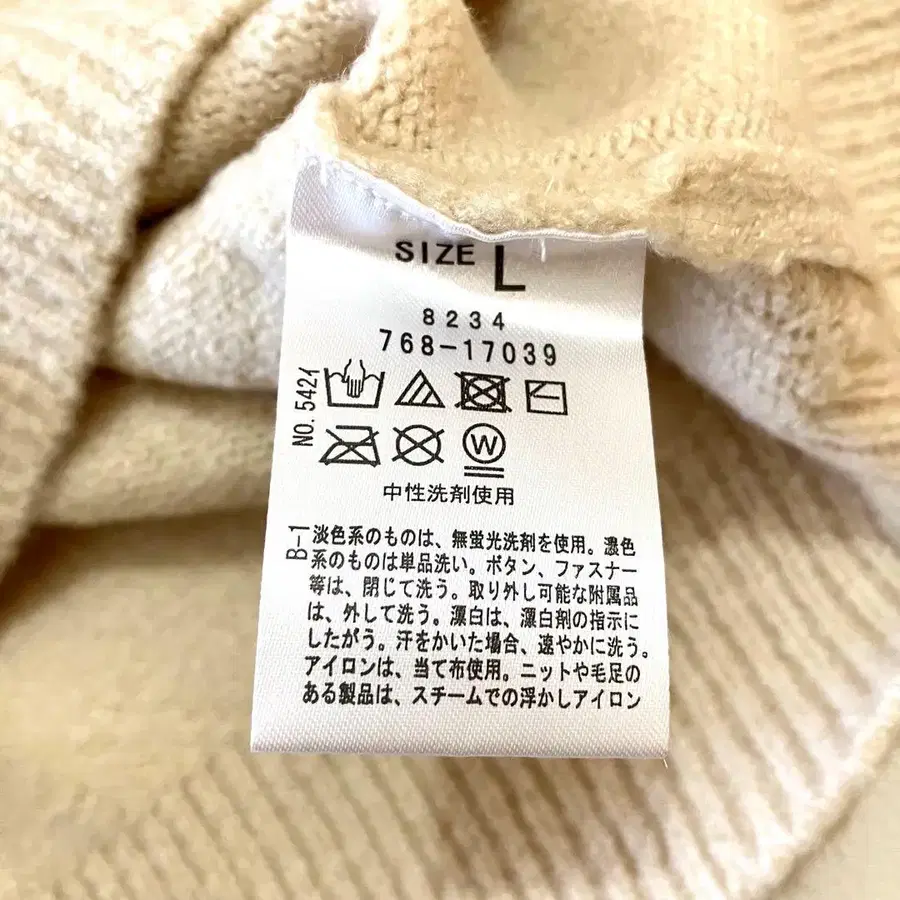 SIZE L
8234
768-17039
NO. 542イ
W
中性洗剤使用
B-1
淡色系のものは、無蛍光洗剤を使用。濃色
系のものは単品洗い。ボタン、ファスナー
等は、閉じて洗う。取り外し可能な附属品
は、外して洗う。漂白は、漂白剤の指示に
したがう。汗をかいた場合、速やかに洗う。
アイロンは、当て布使用。ニットや毛足の
ある製品は、スチームでの浮かしアイロン